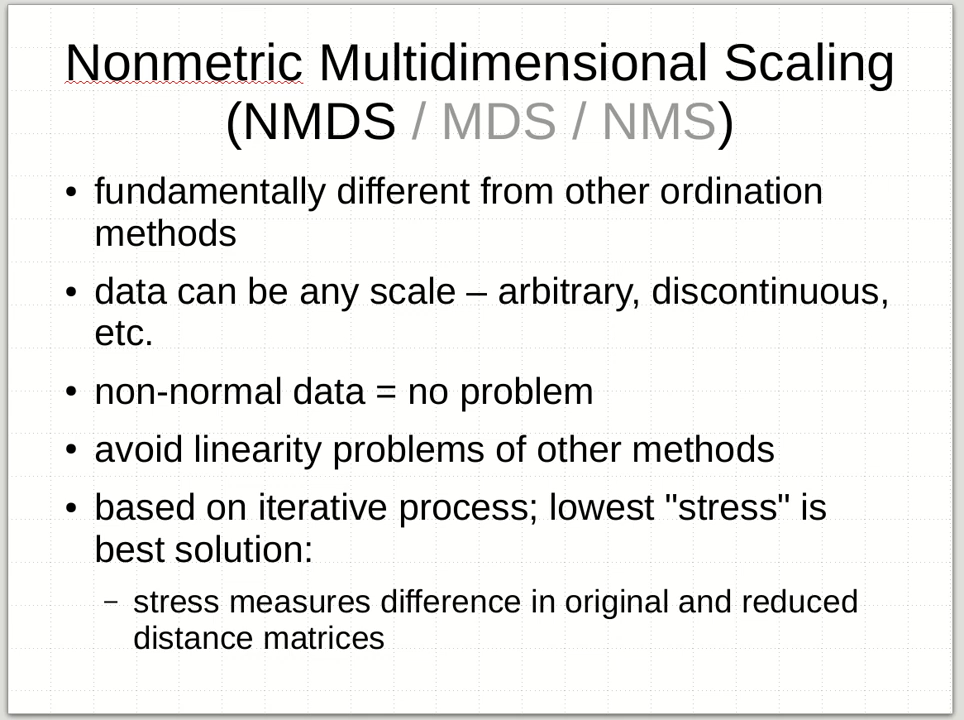 Nonmetric Multidimensional Scaling
(NMDS / MDS / NMS)
• fundamentally different from other ordination
methods
• data can be any scale – arbitrary, discontinuous,
etc.
• non-normal data = no problem
• avoid linearity problems of other methods
• based on iterative process; lowest "stress" is
best solution:
– stress measures difference in original and reduced
distance matrices